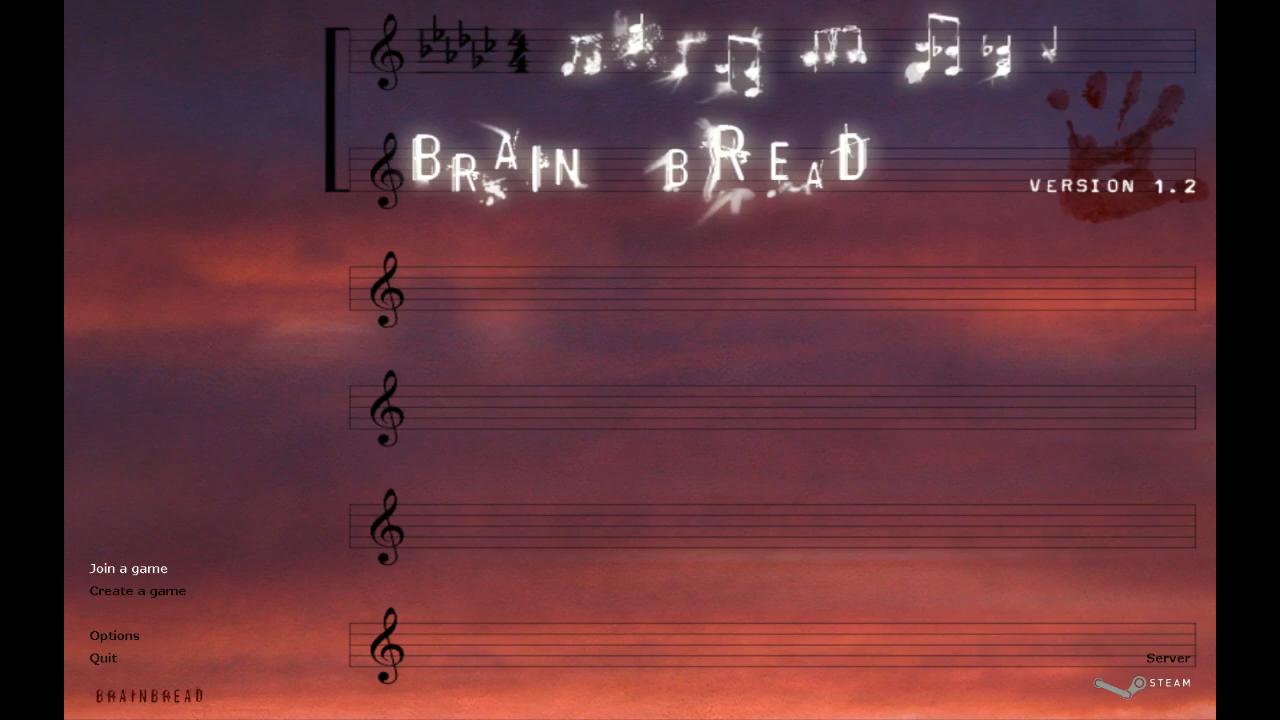 BRAIN BREAD
VERSION 1.2
Join a game
Create a game
Options
Quit
Server
BRAINBREAD
STEAM